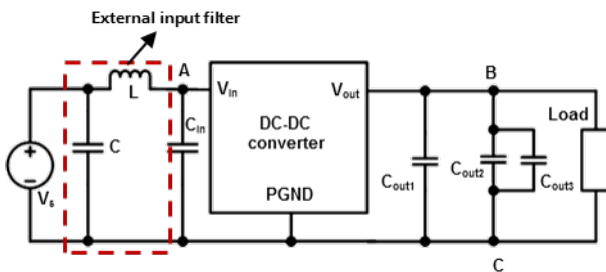 External input filter
A
B
L
Vin
Vout
Load
Cin
C
DC-DC
converter
Cout1
Cout2
Cout3
+
−
Vs
PGND
C